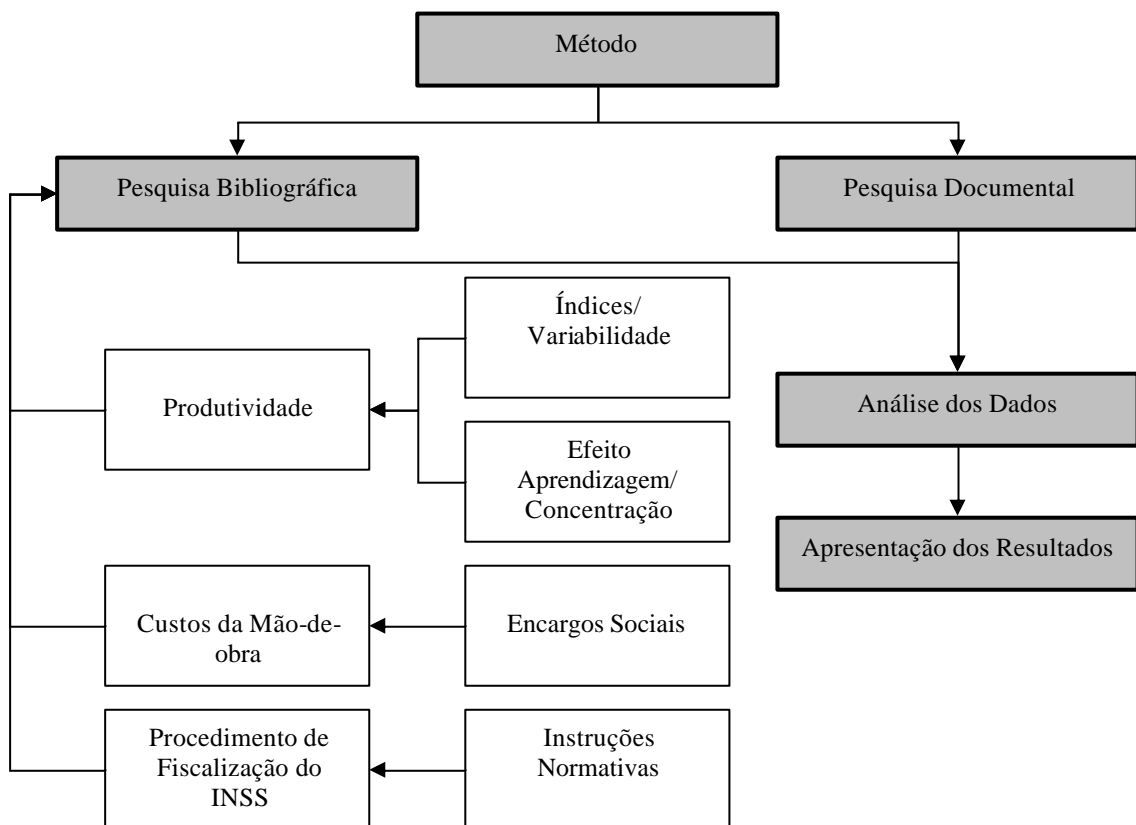 Método
Pesquisa Bibliográfica
Pesquisa Documental
Índices/
Variabilidade
Produtividade
Análise dos Dados
Efeito
Aprendizagem/
Concentração
Apresentação dos Resultados
Custos da Mão-de-
obra
Encargos Sociais
Procedimento de
Fiscalização do
INSS
Instruções
Normativas